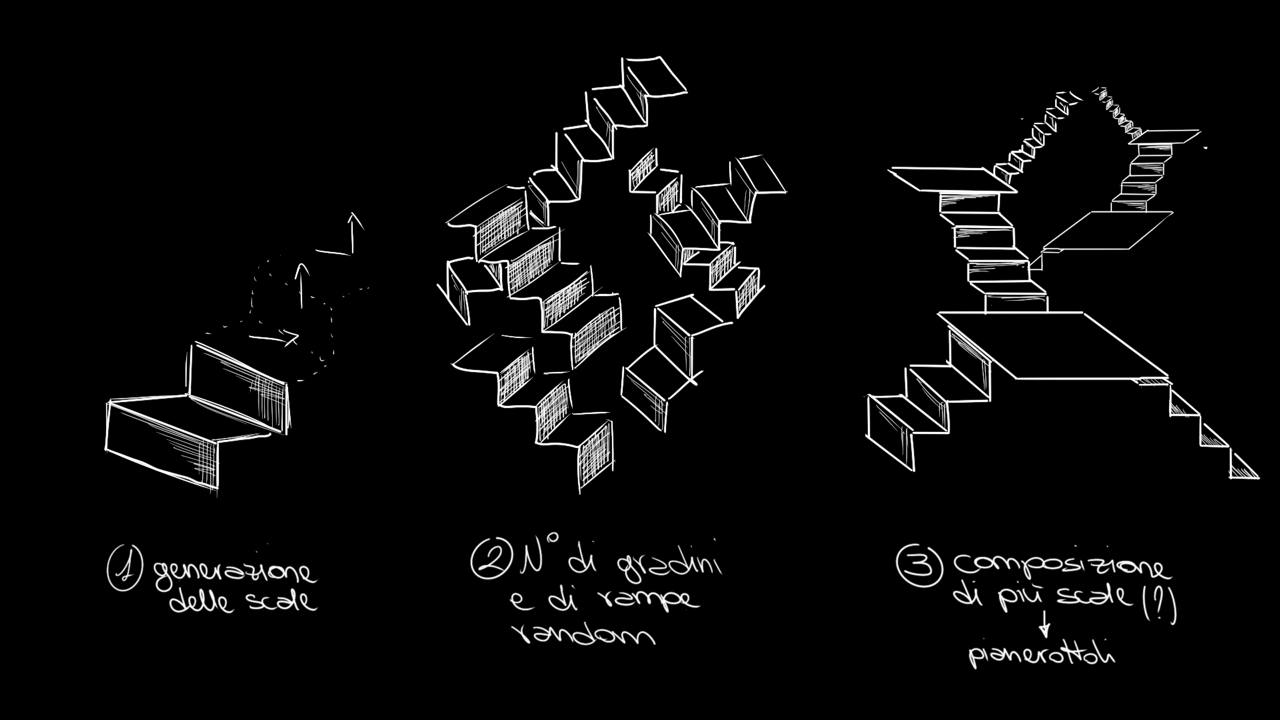 1 generazione
delle scale
2 N° di gradini
e di rampe
random
3 composizione
di più scale (?)
↓
pianerottoli